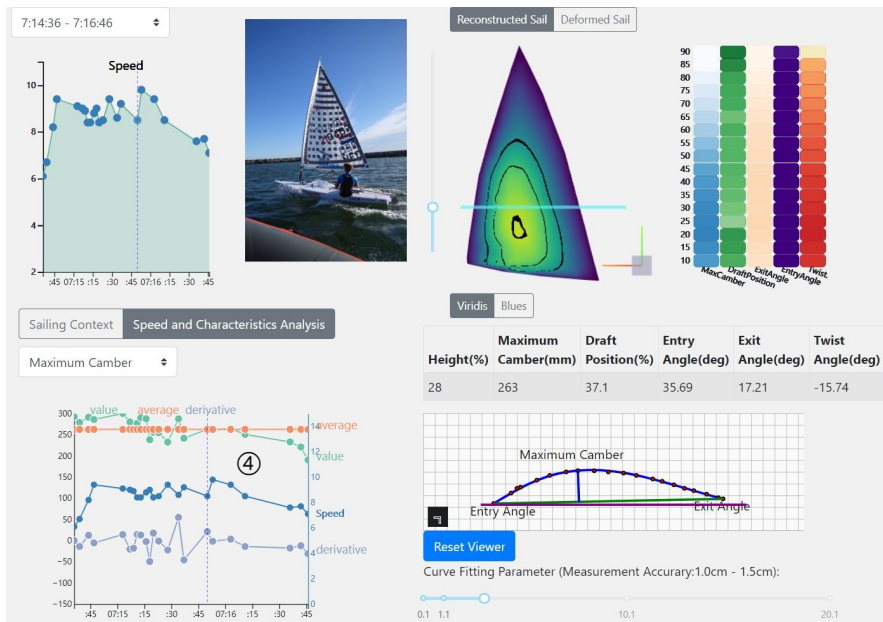 7:14:36 - 7:16:46
Speed
10
8
6
4
2
:45 07:15 :15 :30 :45 07:16 :15 :30 :45
Reconstructed Sail Deformed Sail
90
85
80
75
70
65
60
55
50
45
40
35
30
25
20
15
10
MaxCamber DraftPosition ExitAngle EntryAngle Twist.
Viridis Blues
Sailing Context Speed and Characteristics Analysis
Maximum Camber
Height(%) Maximum Camber(mm) Draft Position(%) Entry Angle(deg) Exit Angle(deg) Twist Angle(deg)
28 263 37.1 35.69 17.21 -15.74
value average derivative
300
250
200
150
100
50
0
−50
−100
−150
14
12
10
8
6
4
2
0
average
value
Speed
derivative
④
:45 07:15 :15 :30 :45 07:16 :15 :30 :45
Maximum Camber
Entry Angle Exit Angle
Reset Viewer
Curve Fitting Parameter (Measurement Accurary:1.0cm - 1.5cm):
0.1 1.1 10.1 20.1